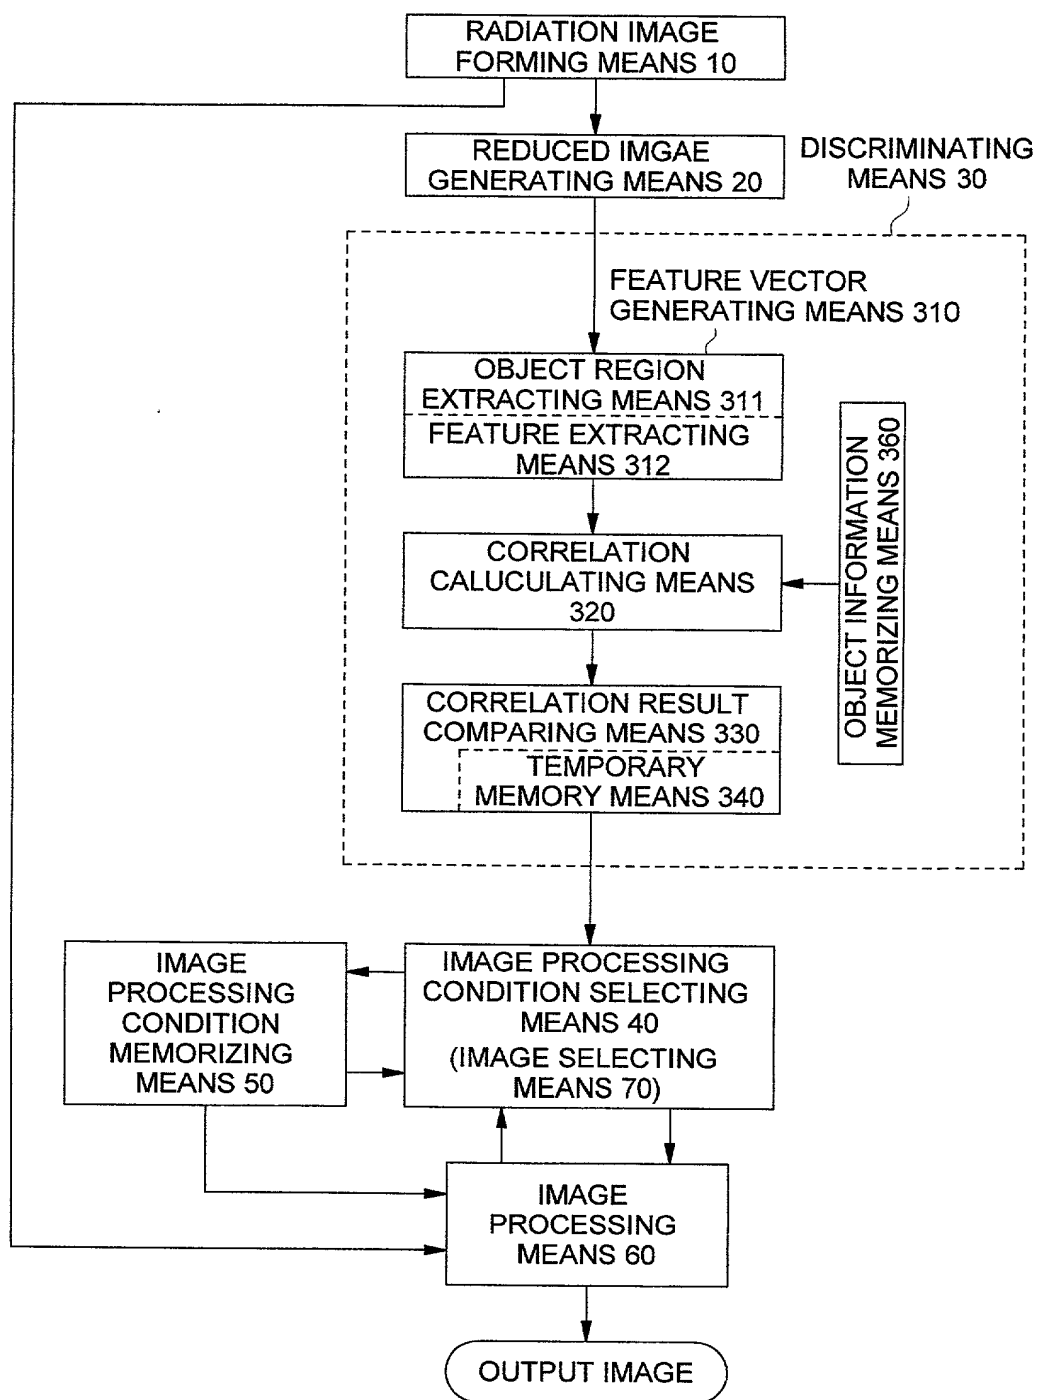 RADIATION IMAGE
FORMING MEANS 10
REDUCED IMGAE
GENERATING MEANS 20
DISCRIMINATING
MEANS 30
FEATURE VECTOR
GENERATING MEANS 310
OBJECT REGION
EXTRACTING MEANS 311
FEATURE EXTRACTING
MEANS 312
OBJECT INFORMATION
MEMORIZING MEANS 360
CORRELATION
CALUCULATING MEANS
320
CORRELATION RESULT
COMPARING MEANS 330
TEMPORARY
MEMORY MEANS 340
IMAGE
PROCESSING
CONDITION
MEMORIZING
MEANS 50
IMAGE PROCESSING
CONDITION SELECTING
MEANS 40
(IMAGE SELECTING
MEANS 70)
IMAGE
PROCESSING
MEANS 60
OUTPUT IMAGE